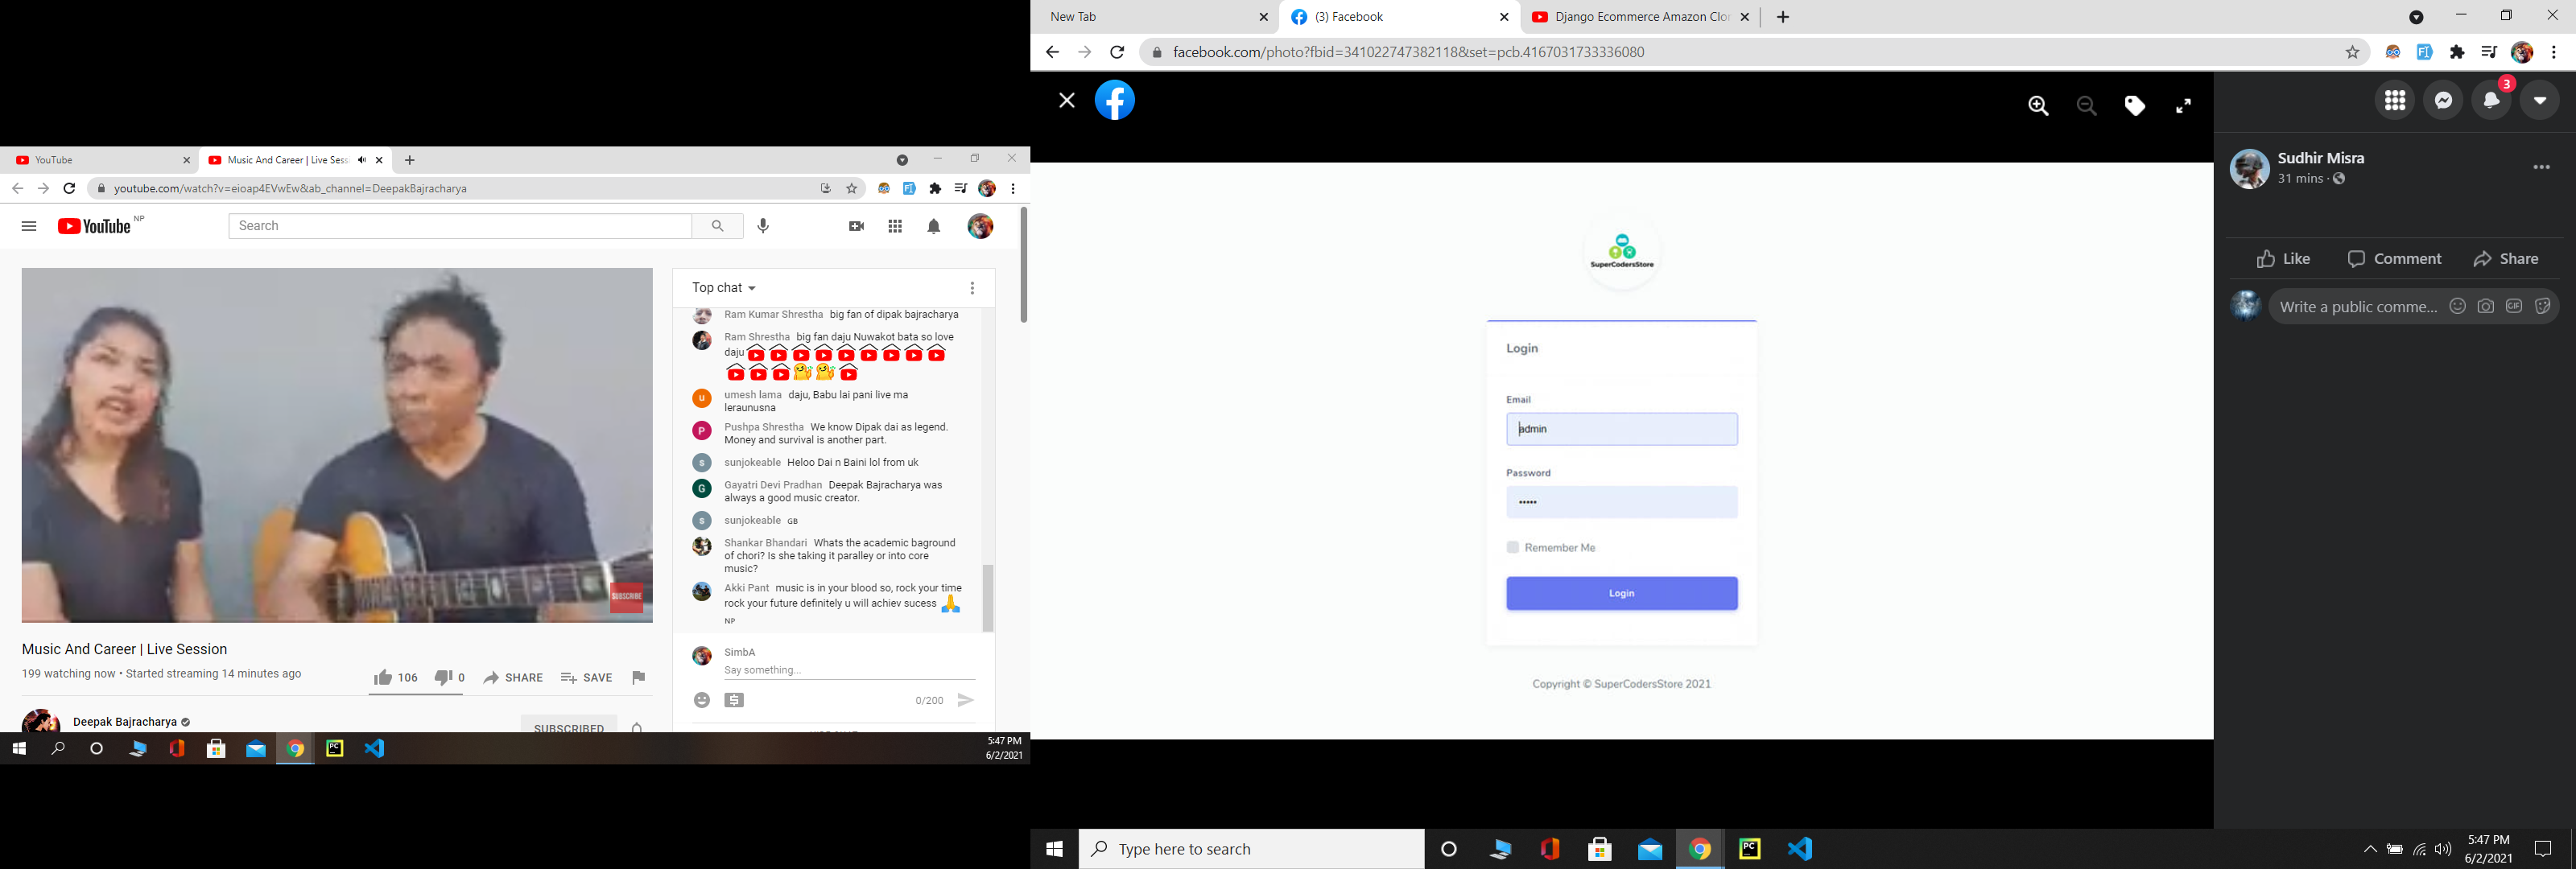 YouTube
Music And Career | Live Sess
youtube.com/watch?v=eioap4EVwEw&ab_channel=DeepakBajracharya
YouTube NP
Search
SUBSCRIBE
Music And Career | Live Session
199 watching now • Started streaming 14 minutes ago
106
0
SHARE
SAVE
Deepak Bajracharya
SUBSCRIBED
Top chat
Ram Kumar Shrestha big fan of dipak bajracharya
Ram Shrestha big fan daju Nuwakot bata so love
daju
umesh lama daju, Babu lai pani live ma
leraunusna
Pushpa Shrestha We know Dipak dai as legend.
Money and survival is another part.
sunjokeable Heloo Dai n Baini lol from uk
Gayatri Devi Pradhan Deepak Bajracharya was
always a good music creator.
sunjokeable GB
Shankar Bhandari Whats the academic baground
of chori? Is she taking it paralley or into core
music?
Akki Pant music is in your blood so, rock your time
rock your future definitely u will achiev sucess
NP
SimbA
Say something...
0/200
5:47 PM
6/2/2021
New Tab
(3) Facebook
Django Ecommerce Amazon Clor
facebook.com/photo?fbid=341022747382118&set=pcb.4167031733336080
SuperCodersStore
Login
Email
admin
Password
•••••
Remember Me
Login
Copyright © SuperCodersStore 2021
3
Sudhir Misra
31 mins ·
Like
Comment
Share
Write a public comme...
GIF
Type here to search
5:47 PM
6/2/2021